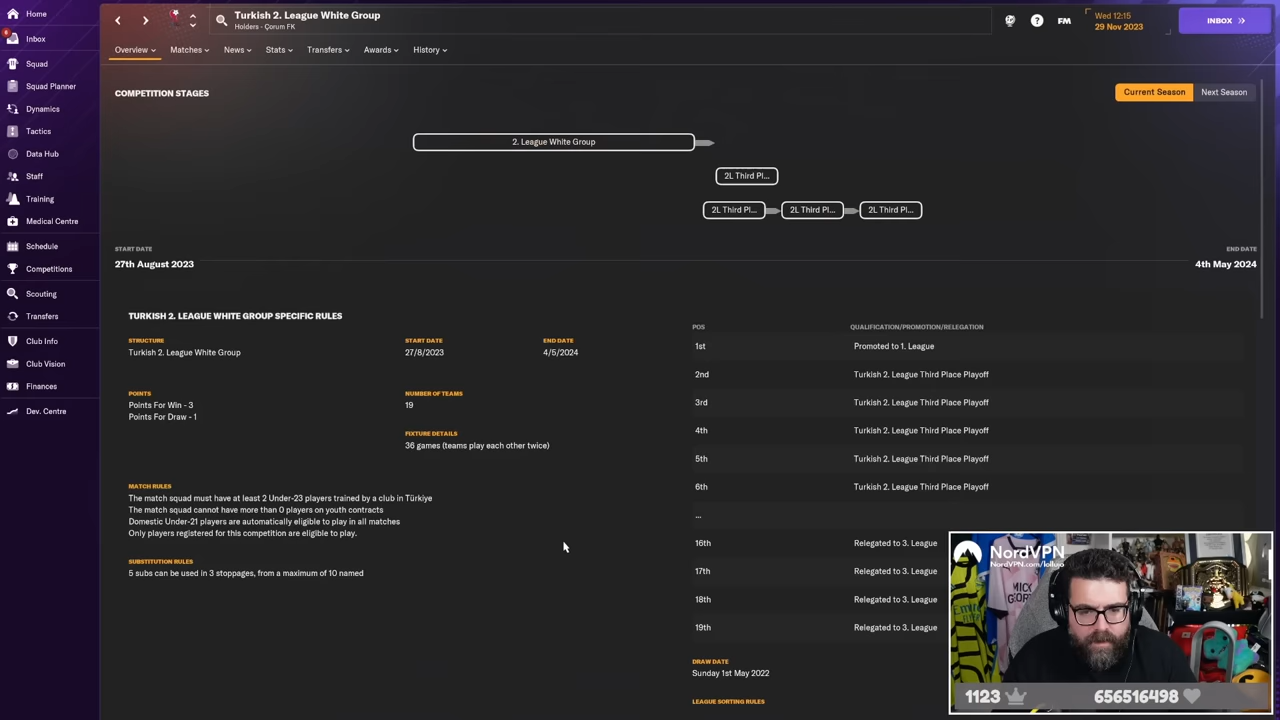 Home
6
Inbox
Squad
Squad Planner
Dynamics
Tactics
Data Hub
Staff
Training
Medical Centre
Schedule
Competitions
Scouting
Transfers
Club Info
Club Vision
Finances
Dev. Centre
Turkish 2. League White Group
Holders - Çorum FK
?
FM
Wed 12:15
29 Nov 2023
INBOX
Overview
Matches
News
Stats
Transfers
Awards
History
COMPETITION STAGES
Current Season
Next Season
2. League White Group
2L Third Pl...
2L Third Pl...
2L Third Pl...
2L Third Pl...
START DATE
27th August 2023
END DATE
4th May 2024
TURKISH 2. LEAGUE WHITE GROUP SPECIFIC RULES
STRUCTURE
Turkish 2. League White Group
START DATE
27/8/2023
END DATE
4/5/2024
POINTS
Points For Win - 3
Points For Draw - 1
NUMBER OF TEAMS
19
FIXTURE DETAILS
36 games (teams play each other twice)
MATCH RULES
The match squad must have at least 2 Under-23 players trained by a club in Türkiye
The match squad cannot have more than 0 players on youth contracts
Domestic Under-21 players are automatically eligible to play in all matches
Only players registered for this competition are eligible to play.
SUBSTITUTION RULES
5 subs can be used in 3 stoppages, from a maximum of 10 named
POS QUALIFICATION/PROMOTION/RELEGATION
1st Promoted to 1. League
2nd Turkish 2. League Third Place Playoff
3rd Turkish 2. League Third Place Playoff
4th Turkish 2. League Third Place Playoff
5th Turkish 2. League Third Place Playoff
6th Turkish 2. League Third Place Playoff
...
16th Relegated to 3. League
17th Relegated to 3. League
18th Relegated to 3. League
19th Relegated to 3. League
DRAW DATE
Sunday 1st May 2022
LEAGUE SORTING RULES
NordVPN
NordVPN.com/lollujo
1123
656516498